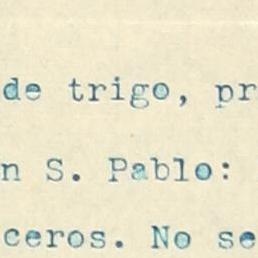 de trigo, pr
n S. Pablo:
ceros. No se